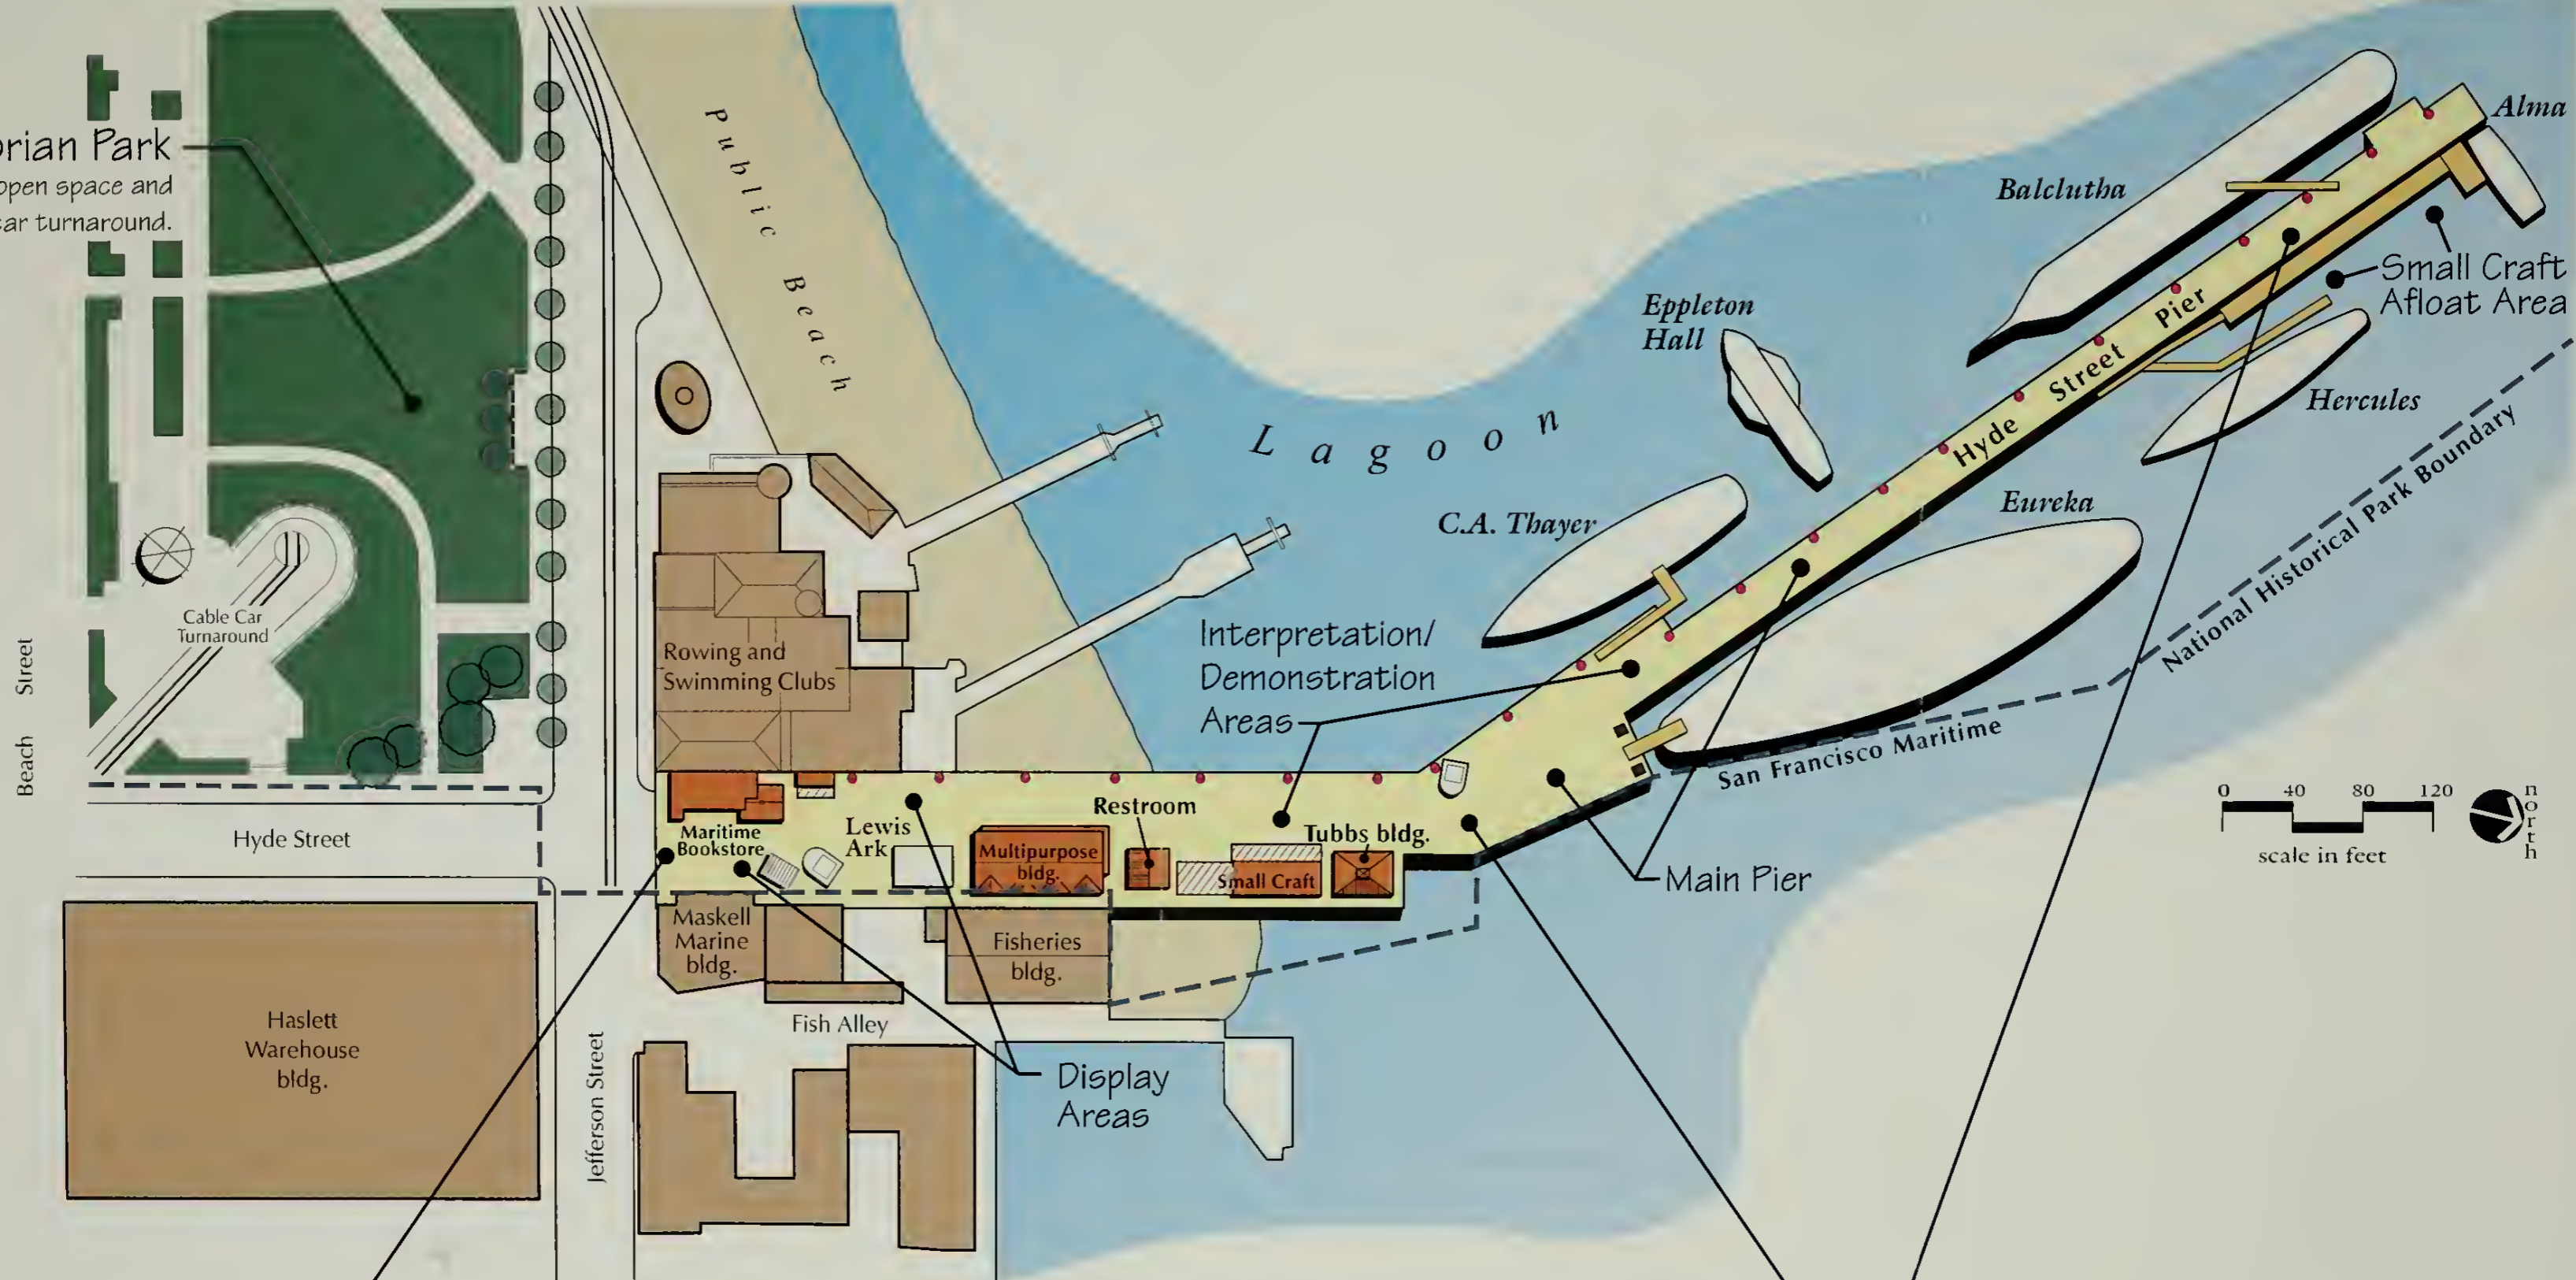 Park
open space and
car turnaround.
Public Beach
Alma
Balclutha
Small Craft
Afloat Area
Eppleton
Hall
Hyde Street Pier
Hercules
Lagoon
C.A. Thayer
Eureka
National Historical Park Boundary
San Francisco Maritime
Cable Car
Turnaround
Beach Street
Rowing and
Swimming Clubs
Interpretation/
Demonstration
Areas
Hyde Street
Maritime
Bookstore
Lewis
Ark
Restroom
Multipurpose
bldg.
Tubbs bldg.
Small Craft
Main Pier
0 40 80 120
scale in feet
north
Maskell
Marine
bldg.
Fisheries
bldg.
Haslett
Warehouse
bldg.
Fish Alley
Jefferson Street
Display
Areas